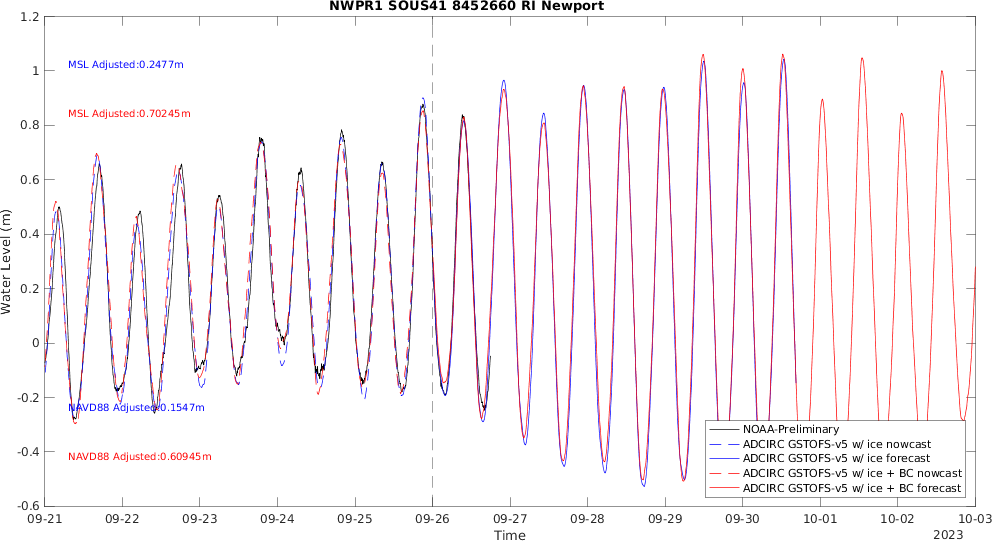 NWPR1 SOUS41 8452660 RI Newport
1.2
1
0.8
0.6
0.4
0.2
0
-0.2
-0.4
-0.6
Water Level (m)
MSL Adjusted:0.2477m
MSL Adjusted:0.70245m
NAVD88 Adjusted:0.1547m
NAVD88 Adjusted:0.60945m
NOAA-Preliminary
ADCIRC GSTOFS-v5 w/ ice nowcast
ADCIRC GSTOFS-v5 w/ ice forecast
ADCIRC GSTOFS-v5 w/ ice + BC nowcast
ADCIRC GSTOFS-v5 w/ ice + BC forecast
09-21 09-22 09-23 09-24 09-25 09-26 09-27 09-28 09-29 09-30 10-01 10-02 10-03
Time
2023